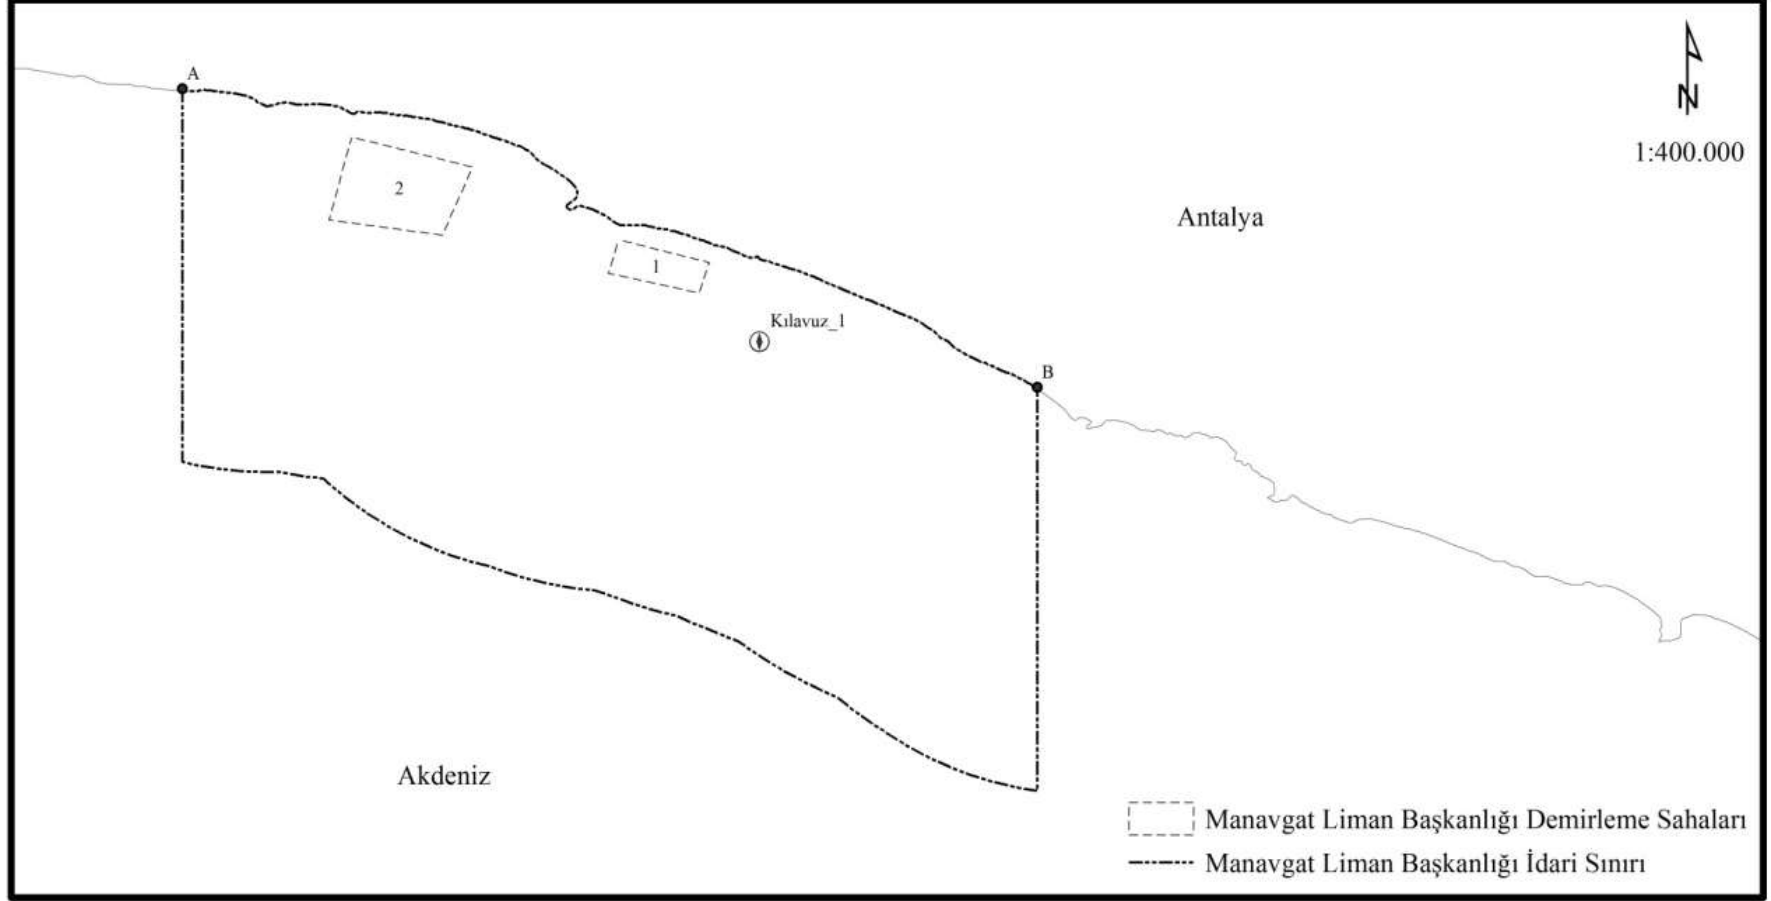 A
N
1:400.000
2
Antalya
1
Kılavuz_1
B
Akdeniz
Manavgat Liman Başkanlığı Demirleme Sahaları
Manavgat Liman Başkanlığı İdari Sınırı